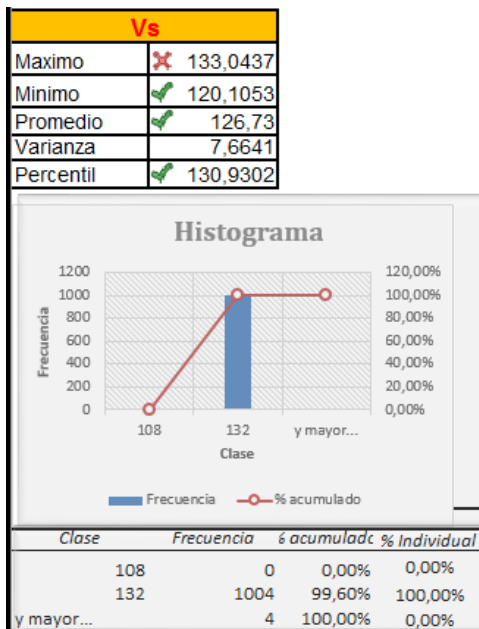 Vs
Maximo 133,0437
Minimo 120,1053
Promedio 126,73
Varianza 7,6641
Percentil 130,9302
Histograma
1200 120,00%
1000 100,00%
800 80,00%
600 60,00%
400 40,00%
200 20,00%
0 0,00%
Frecuencia
108 132 y mayor...
Clase
Frecuencia % acumulado
Clase Frecuencia % acumulado % Individual
108 0 0,00% 0,00%
132 1004 99,60% 100,00%
y mayor... 4 100,00% 0,00%